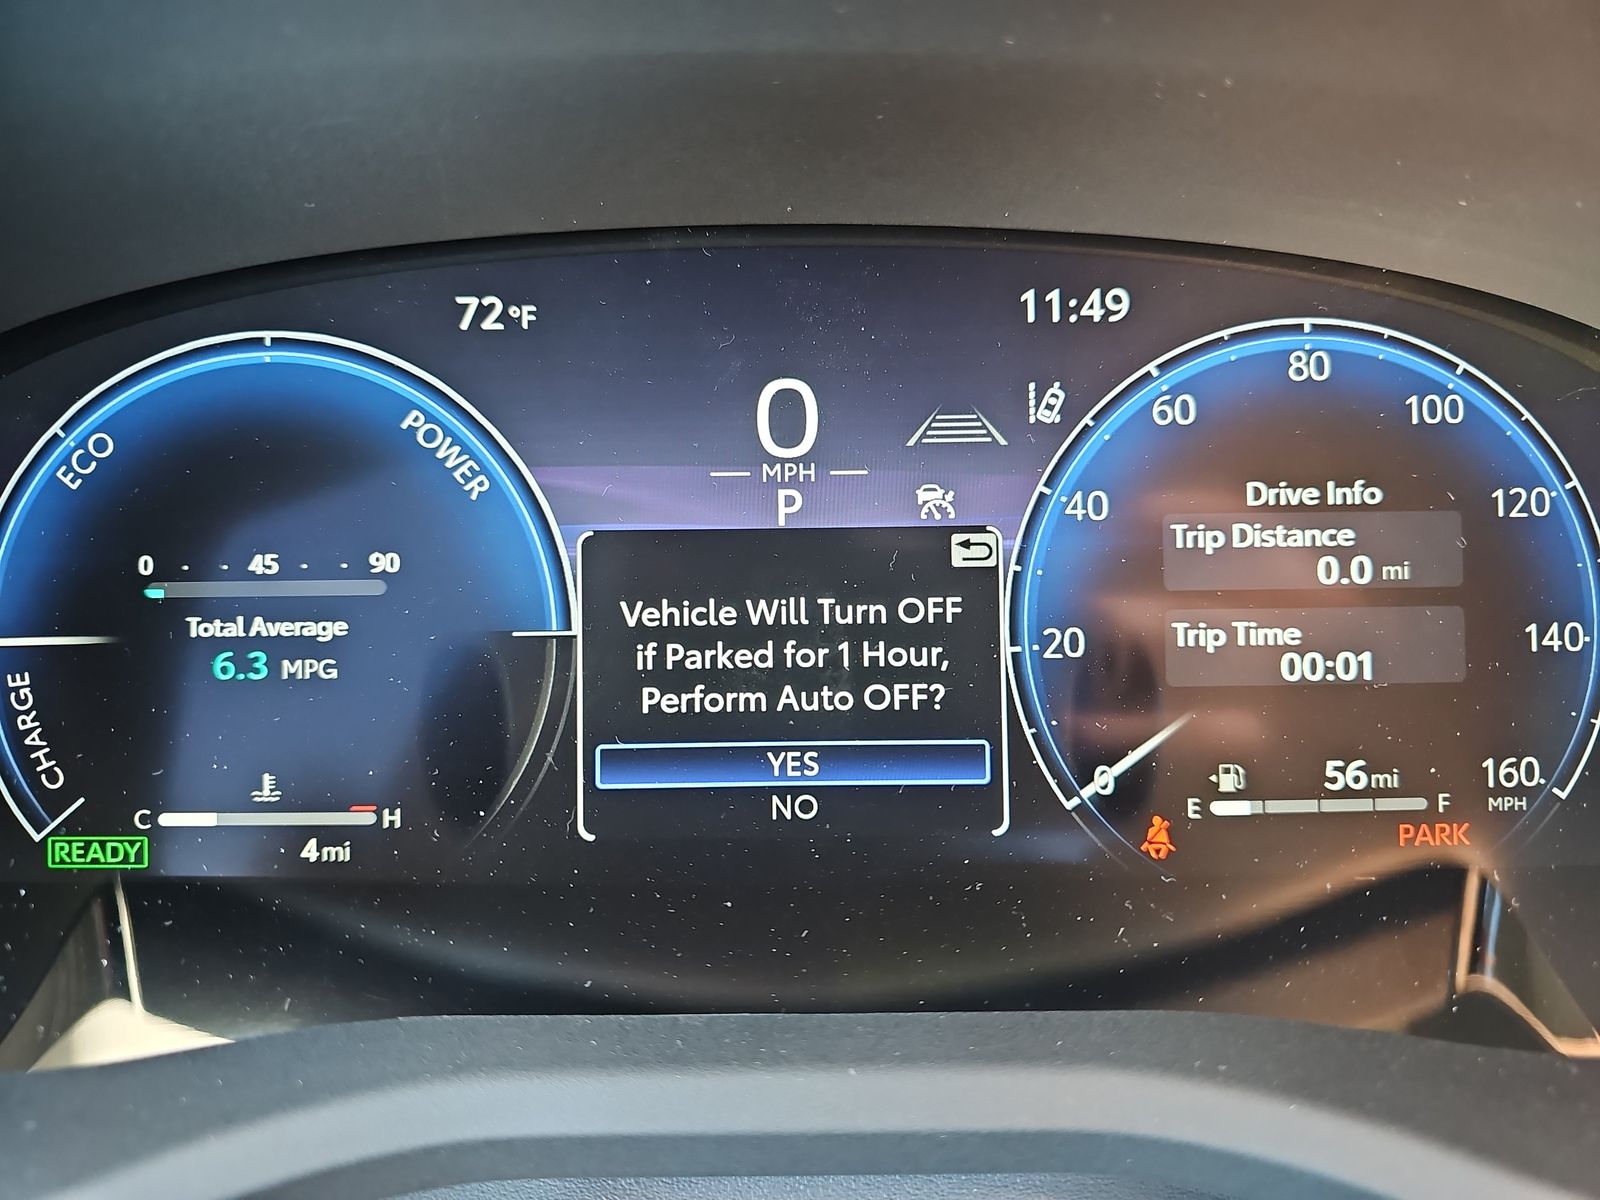 72°F
11:49
0
MPH
P
ECO
POWER
CHARGE
0 45 90
Total Average
6.3 MPG
C H
READY
4mi
Vehicle Will Turn OFF
if Parked for 1 Hour,
Perform Auto OFF?
YES
NO
0
20
40
60
80
100
120
140
160
MPH
Drive Info
Trip Distance
0.0 mi
Trip Time
00:01
56mi
E F
PARK